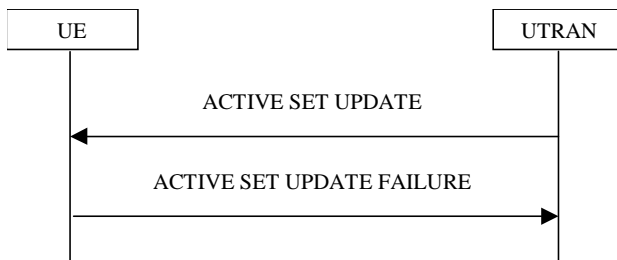 UE
UTRAN
ACTIVE SET UPDATE
ACTIVE SET UPDATE FAILURE